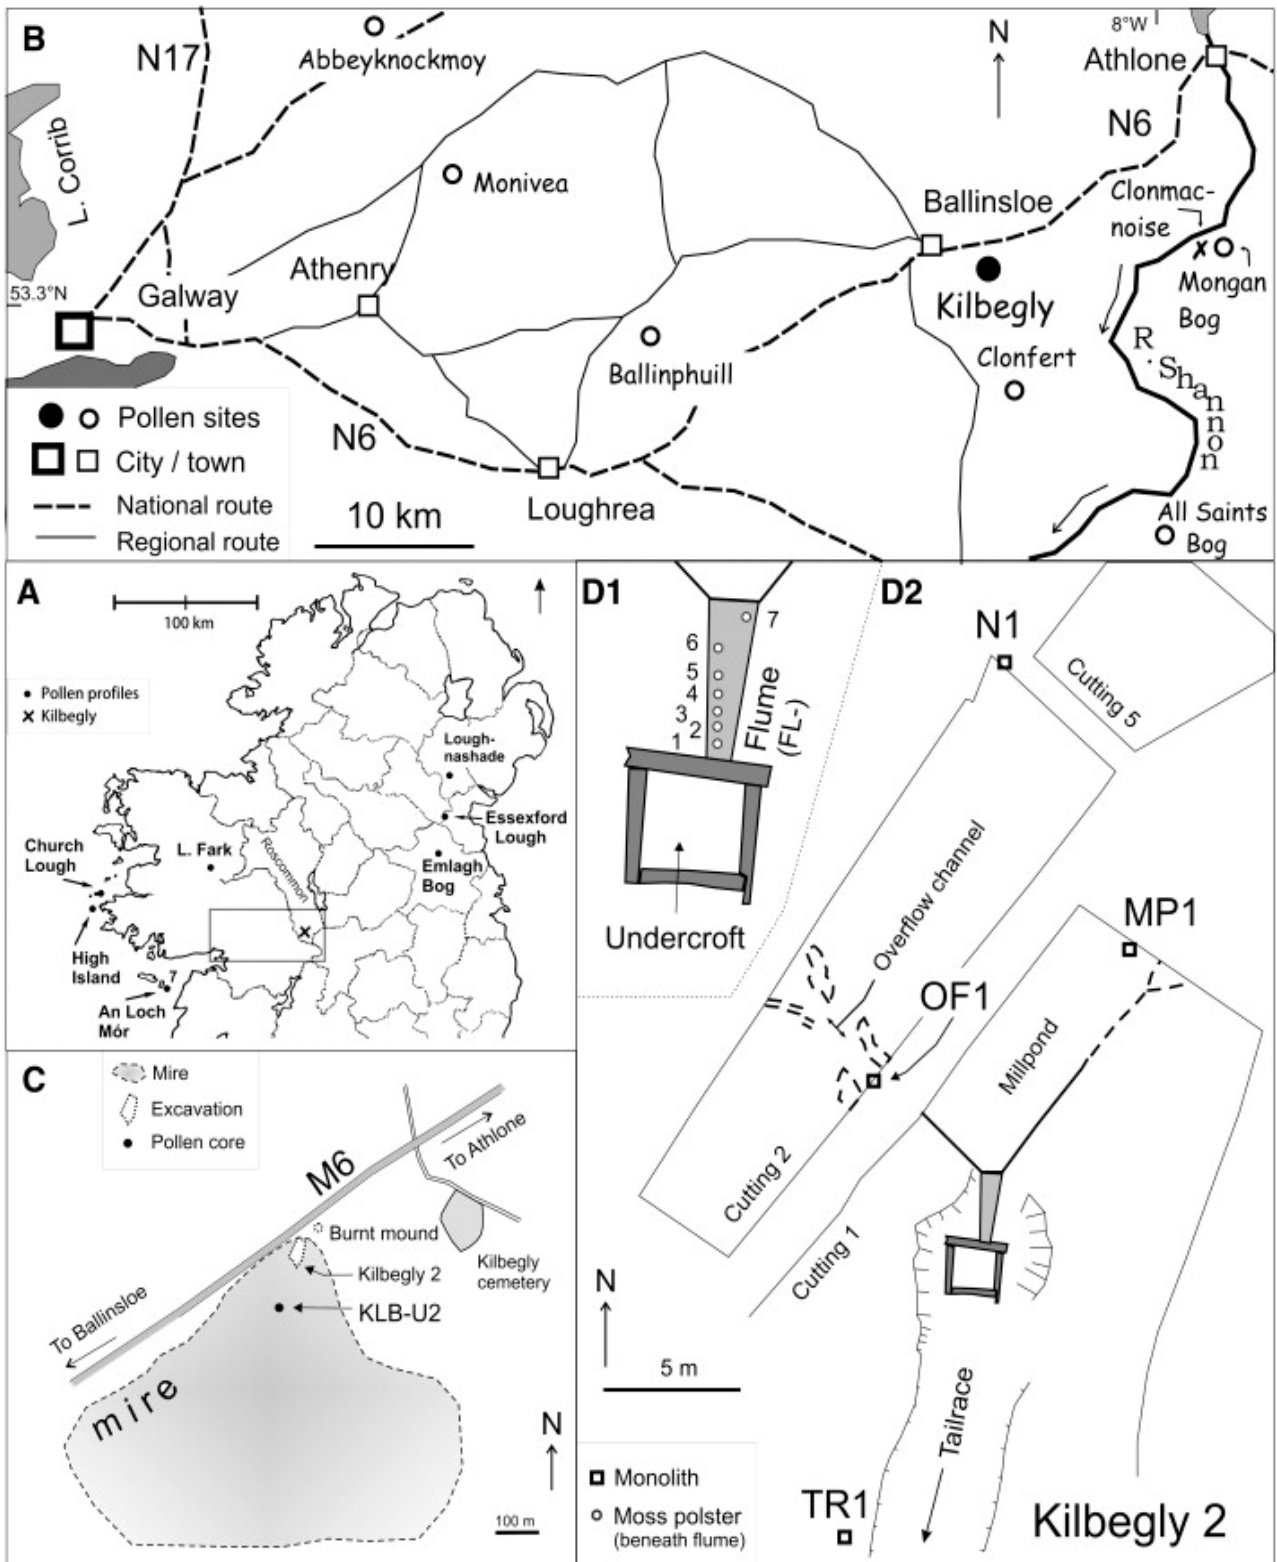 B
N17
Abbeyknockmoy
N
8°W
Athlone
N6
L. Corrib
Monivea
Clonmac-
noise
Ballinsloe
Athenry
53.3°N
Galway
Mongan
Bog
Kilbegly
R. Shannon
Clonfert
Ballinphuill
Pollen sites
City / town
National route
Regional route
N6
10 km
Loughrea
All Saints
Bog
A
100 km
Pollen profiles
Kilbegly
Lough-
nashade
Essexford
Lough
Church
Lough
L. Fark
Roscommon
Emlagh
Bog
High
Island
7
An Loch
Mór
C
Mire
Excavation
Pollen core
M6
To Athlone
Burnt mound
Kilbegly
cemetery
Kilbegly 2
KLB-U2
To Ballinsloe
mire
N
100 m
D1
7
6
5
4
3
2
1
Flume
(FL-)
Undercroft
D2
N1
Cutting 5
Overflow channel
MP1
OF1
Millpond
Cutting 2
Cutting 1
N
5 m
Tailrace
Monolith
Moss polster
(beneath flume)
TR1
Kilbegly 2